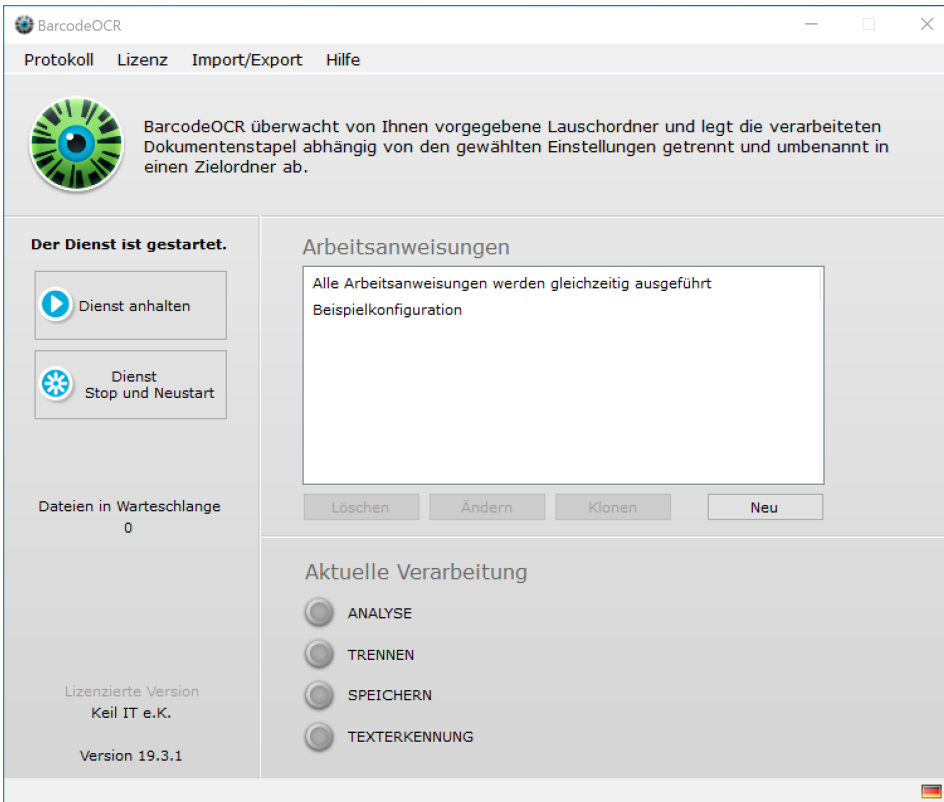 BarcodeOCR
Protokoll Lizenz Import/Export Hilfe
BarcodeOCR überwacht von Ihnen vorgegebene Lauschordner und legt die verarbeiteten
Dokumentenstapel abhängig von den gewählten Einstellungen getrennt und umbenannt in
einen Zielordner ab.
Der Dienst ist gestartet.
Dienst anhalten
Dienst
Stop und Neustart
Dateien in Warteschlange
0
Lizenzierte Version
Keil IT e.K.
Version 19.3.1
Arbeitsanweisungen
Alle Arbeitsanweisungen werden gleichzeitig ausgeführt
Beispielkonfiguration
Löschen Ändern Klonen Neu
Aktuelle Verarbeitung
ANALYSE
TRENNEN
SPEICHERN
TEXTERKENNUNG